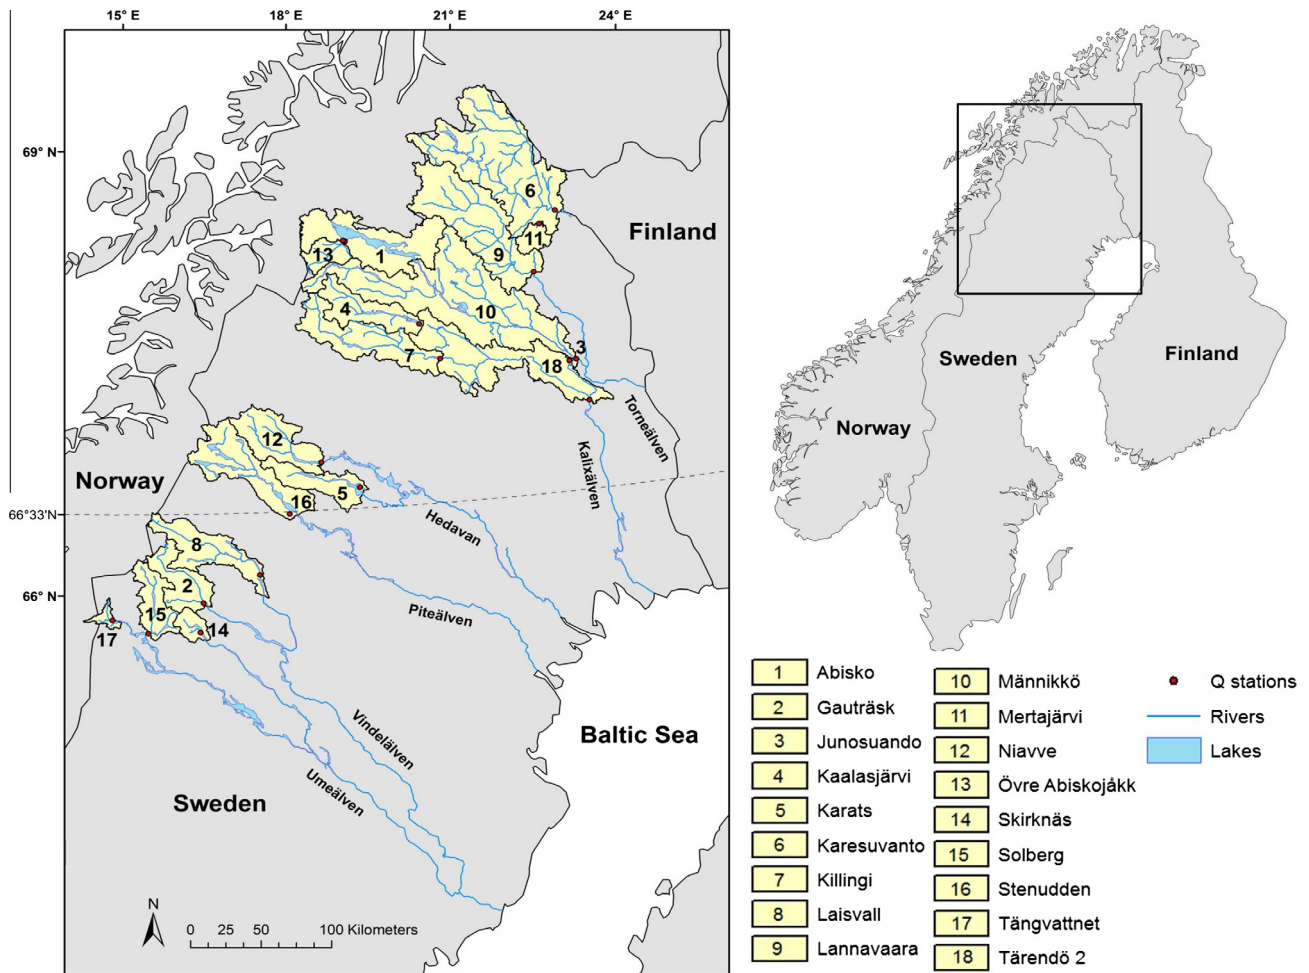 15° E
18° E
21° E
24° E
69° N
66°33'N
66° N
6
11
9
13
1
10
4
7
3
18
12
5
16
8
2
15
14
17
Finland
Norway
Sweden
Baltic Sea
Torneälven
Kalixälven
Hedavan
Piteälven
Vindelälven
Umeälven
N
0 25 50 100 Kilometers
Sweden
Finland
Norway
1 Abisko
2 Gauträsk
3 Junosuando
4 Kaalasjärvi
5 Karats
6 Karesuvanto
7 Killingi
8 Laisvall
9 Lannavaara
10 Männikkö
11 Mertajärvi
12 Niavve
13 Övre Abiskojåkk
14 Skirknäs
15 Solberg
16 Stenudden
17 Tängvattnet
18 Tärendö 2
Q stations
Rivers
Lakes